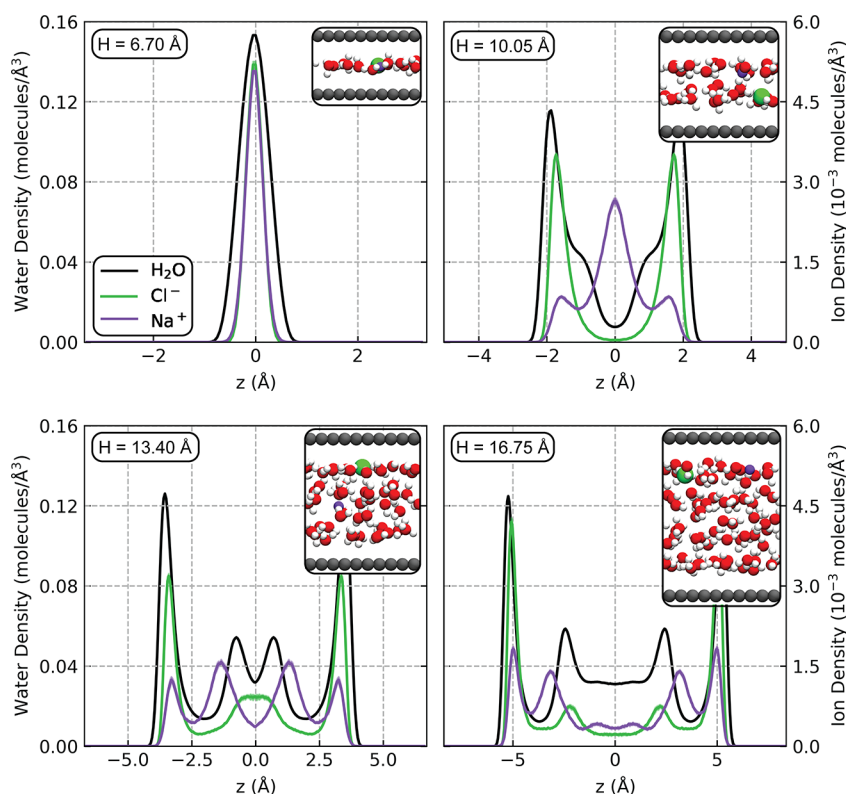 H = 6.70 Å
H = 10.05 Å
Water Density (molecules/Å³)
0.16
0.12
0.08
0.04
0.00
H₂O
Cl⁻
Na⁺
−2
0
2
z (Å)
−4
−2
0
2
4
z (Å)
6.0
4.5
3.0
1.5
0.0
Ion Density (10⁻³ molecules/Å³)
H = 13.40 Å
H = 16.75 Å
Water Density (molecules/Å³)
0.16
0.12
0.08
0.04
0.00
−5.0
−2.5
0.0
2.5
5.0
z (Å)
−5
0
5
z (Å)
6.0
4.5
3.0
1.5
0.0
Ion Density (10⁻³ molecules/Å³)